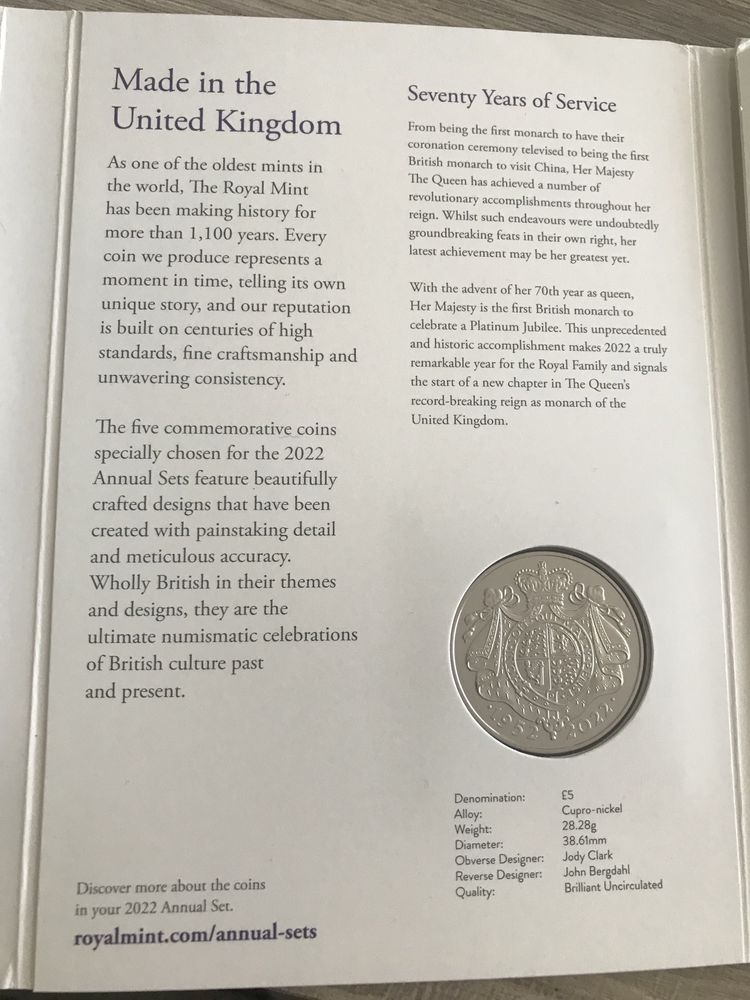 Made in the
United Kingdom
As one of the oldest mints in
the world, The Royal Mint
has been making history for
more than 1,100 years. Every
coin we produce represents a
moment in time, telling its own
unique story, and our reputation
is built on centuries of high
standards, fine craftsmanship and
unwavering consistency.
The five commemorative coins
specially chosen for the 2022
Annual Sets feature beautifully
crafted designs that have been
created with painstaking detail
and meticulous accuracy.
Wholly British in their themes
and designs, they are the
ultimate numismatic celebrations
of British culture past
and present.
Discover more about the coins
in your 2022 Annual Set.
royalmint.com/annual-sets
Seventy Years of Service
From being the first monarch to have their
coronation ceremony televised to being the first
British monarch to visit China, Her Majesty
The Queen has achieved a number of
revolutionary accomplishments throughout her
reign. Whilst such endeavours were undoubtedly
groundbreaking feats in their own right, her
latest achievement may be her greatest yet.
With the advent of her 70th year as queen,
Her Majesty is the first British monarch to
celebrate a Platinum Jubilee. This unprecedented
and historic accomplishment makes 2022 a truly
remarkable year for the Royal Family and signals
the start of a new chapter in The Queen's
record-breaking reign as monarch of the
United Kingdom.
1952 2022
Denomination: £5
Alloy: Cupro-nickel
Weight: 28.28g
Diameter: 38.61mm
Obverse Designer: Jody Clark
Reverse Designer: John Bergdahl
Quality: Brilliant Uncirculated